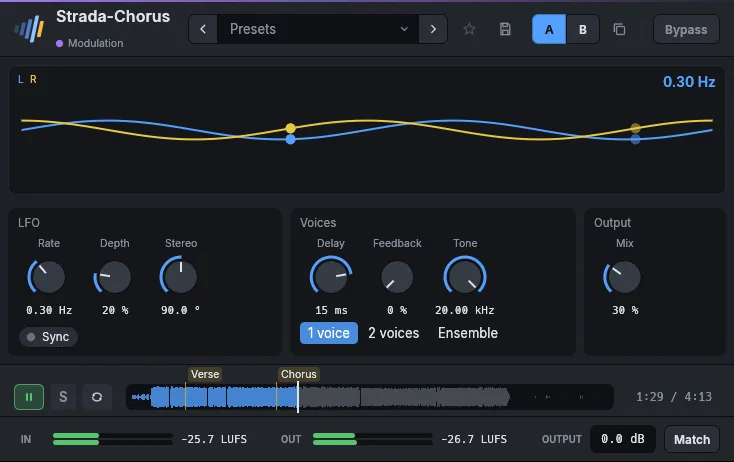 Strada-Chorus
Modulation
Presets
A B
Bypass
L R
0.30 Hz
LFO
Rate Depth Stereo
0.30 Hz 20 % 90.0 °
Sync
Voices
Delay Feedback Tone
15 ms 0 % 20.00 kHz
1 voice 2 voices Ensemble
Output
Mix
30 %
Verse Chorus
S
1:29 / 4:13
IN -25.7 LUFS OUT -26.7 LUFS OUTPUT 0.0 dB Match